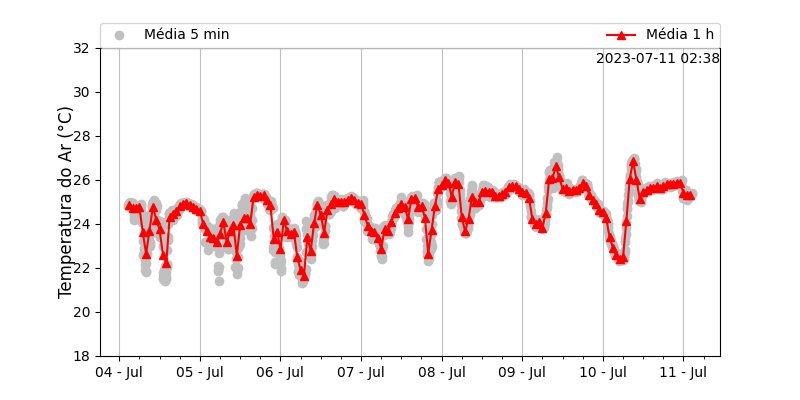 Média 5 min
Média 1 h
2023-07-11 02:38
Temperatura do Ar (°C)
32
30
28
26
24
22
20
18
04 - Jul
05 - Jul
06 - Jul
07 - Jul
08 - Jul
09 - Jul
10 - Jul
11 - Jul